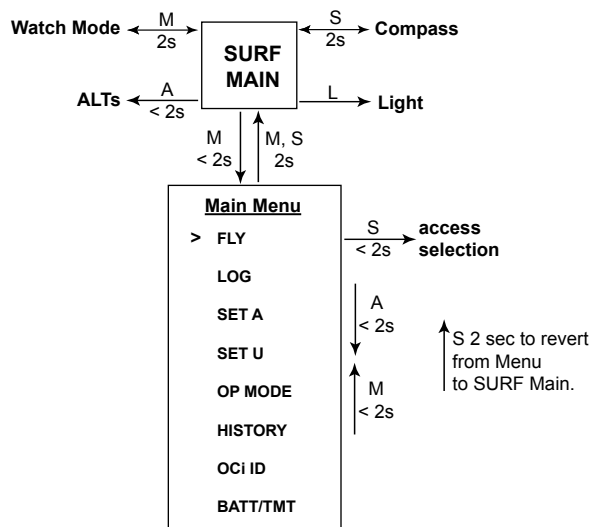 Watch Mode
M
2s
SURF
MAIN
S
2s
Compass
ALTs
A
< 2s
L
Light
M
< 2s
M, S
2s
Main Menu
> FLY
S
< 2s
access
selection
LOG
SET A
A
< 2s
SET U
S 2 sec to revert
from Menu
to SURF Main.
OP MODE
M
< 2s
HISTORY
OCi ID
BATT/TMT